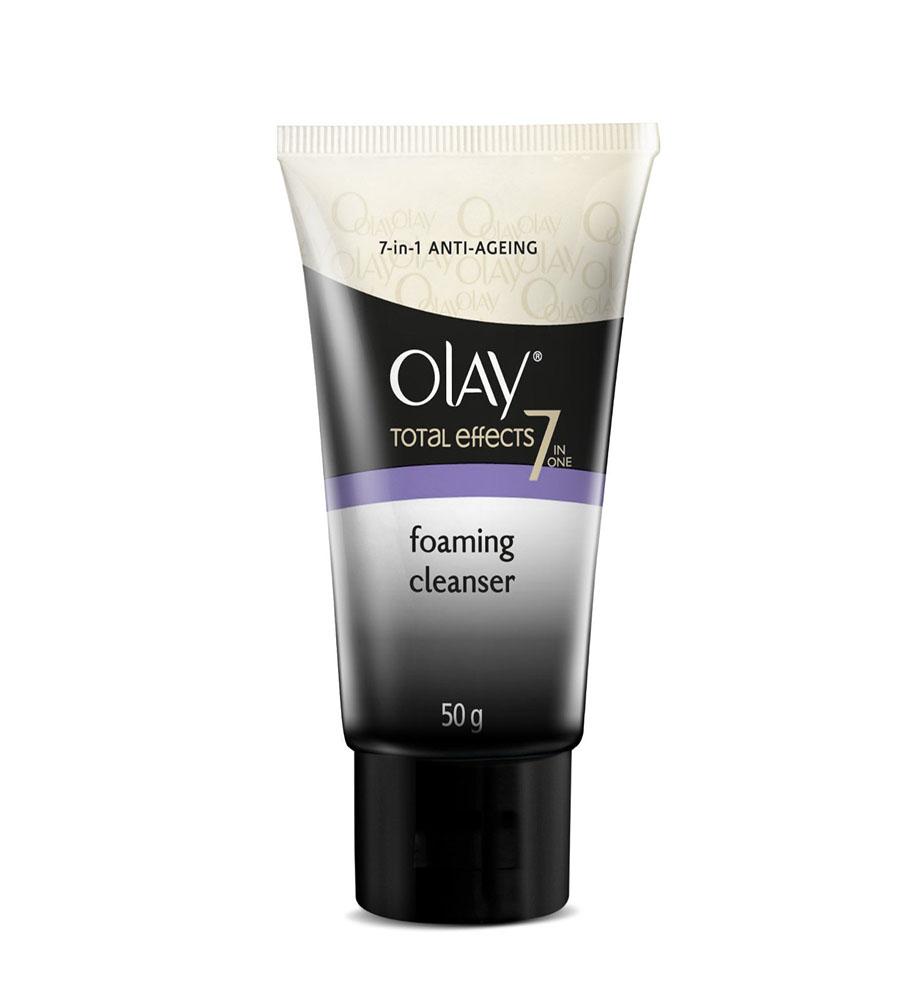 7-in-1 ANTI-AGEING
OLAY®
TOTAL effects 7 IN ONE
foaming
cleanser
50 g